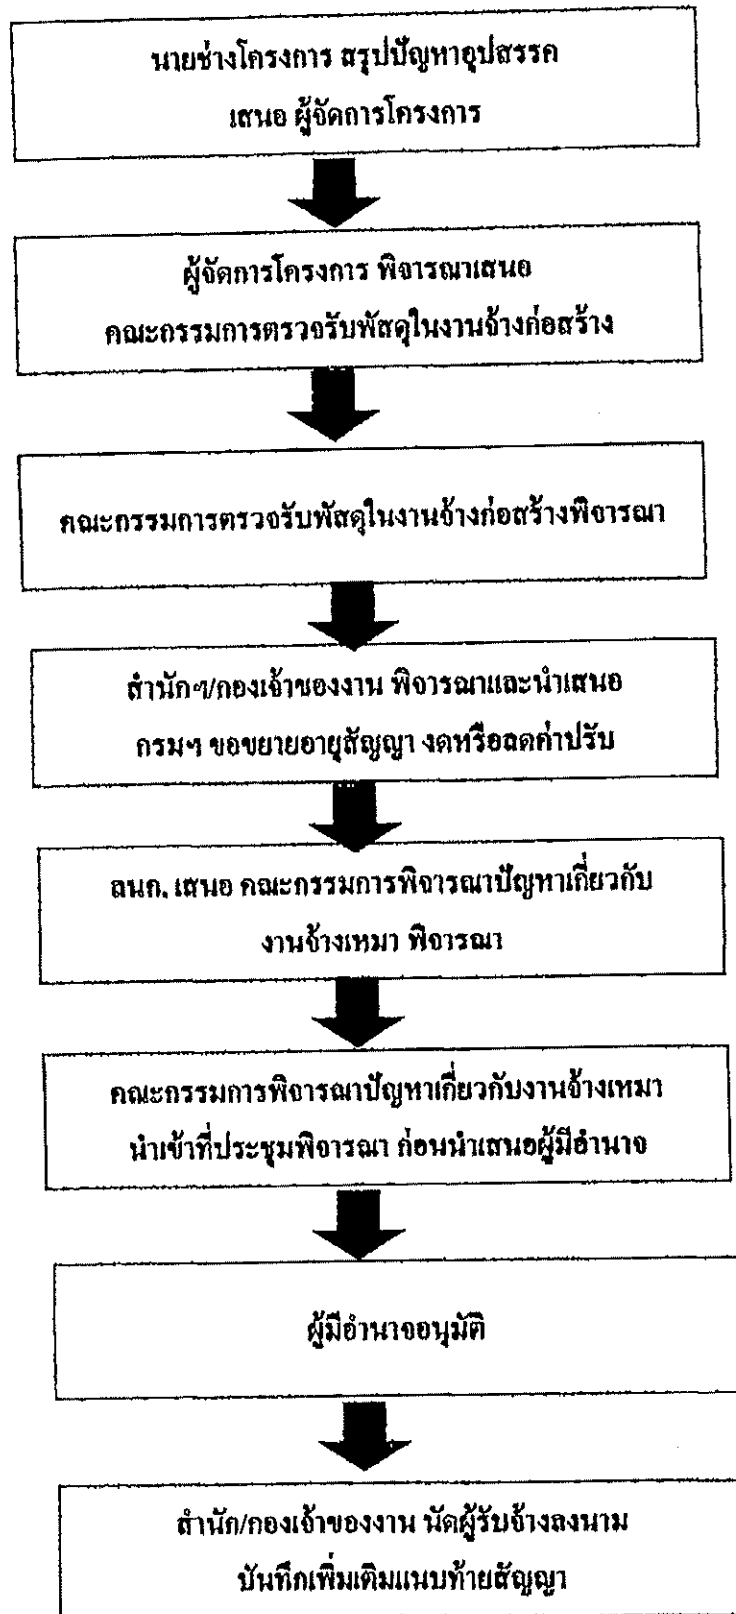 นายช่างโครงการ สรุปปัญหาอุปสรรค
เสนอ ผู้จัดการโครงการ
ผู้จัดการโครงการ พิจารณาเสนอ
คณะกรรมการตรวจรับพัสดุในงานจ้างก่อสร้าง
คณะกรรมการตรวจรับพัสดุในงานจ้างก่อสร้างพิจารณา
สำนักฯ/กองเจ้าของงาน พิจารณาและนำเสนอ
กรมฯ ขอขยายอายุสัญญา งดหรือลดค่าปรับ
ลนก. เสนอ คณะกรรมการพิจารณาปัญหาเกี่ยวกับ
งานจ้างเหมา พิจารณา
คณะกรรมการพิจารณาปัญหาเกี่ยวกับงานจ้างเหมา
นำเข้าที่ประชุมพิจารณา ก่อนนำเสนอผู้มีอำนาจ
ผู้มีอำนาจอนุมัติ
สำนัก/กองเจ้าของงาน นัดผู้รับจ้างลงนาม
บันทึกเพิ่มเติมแนบท้ายสัญญา